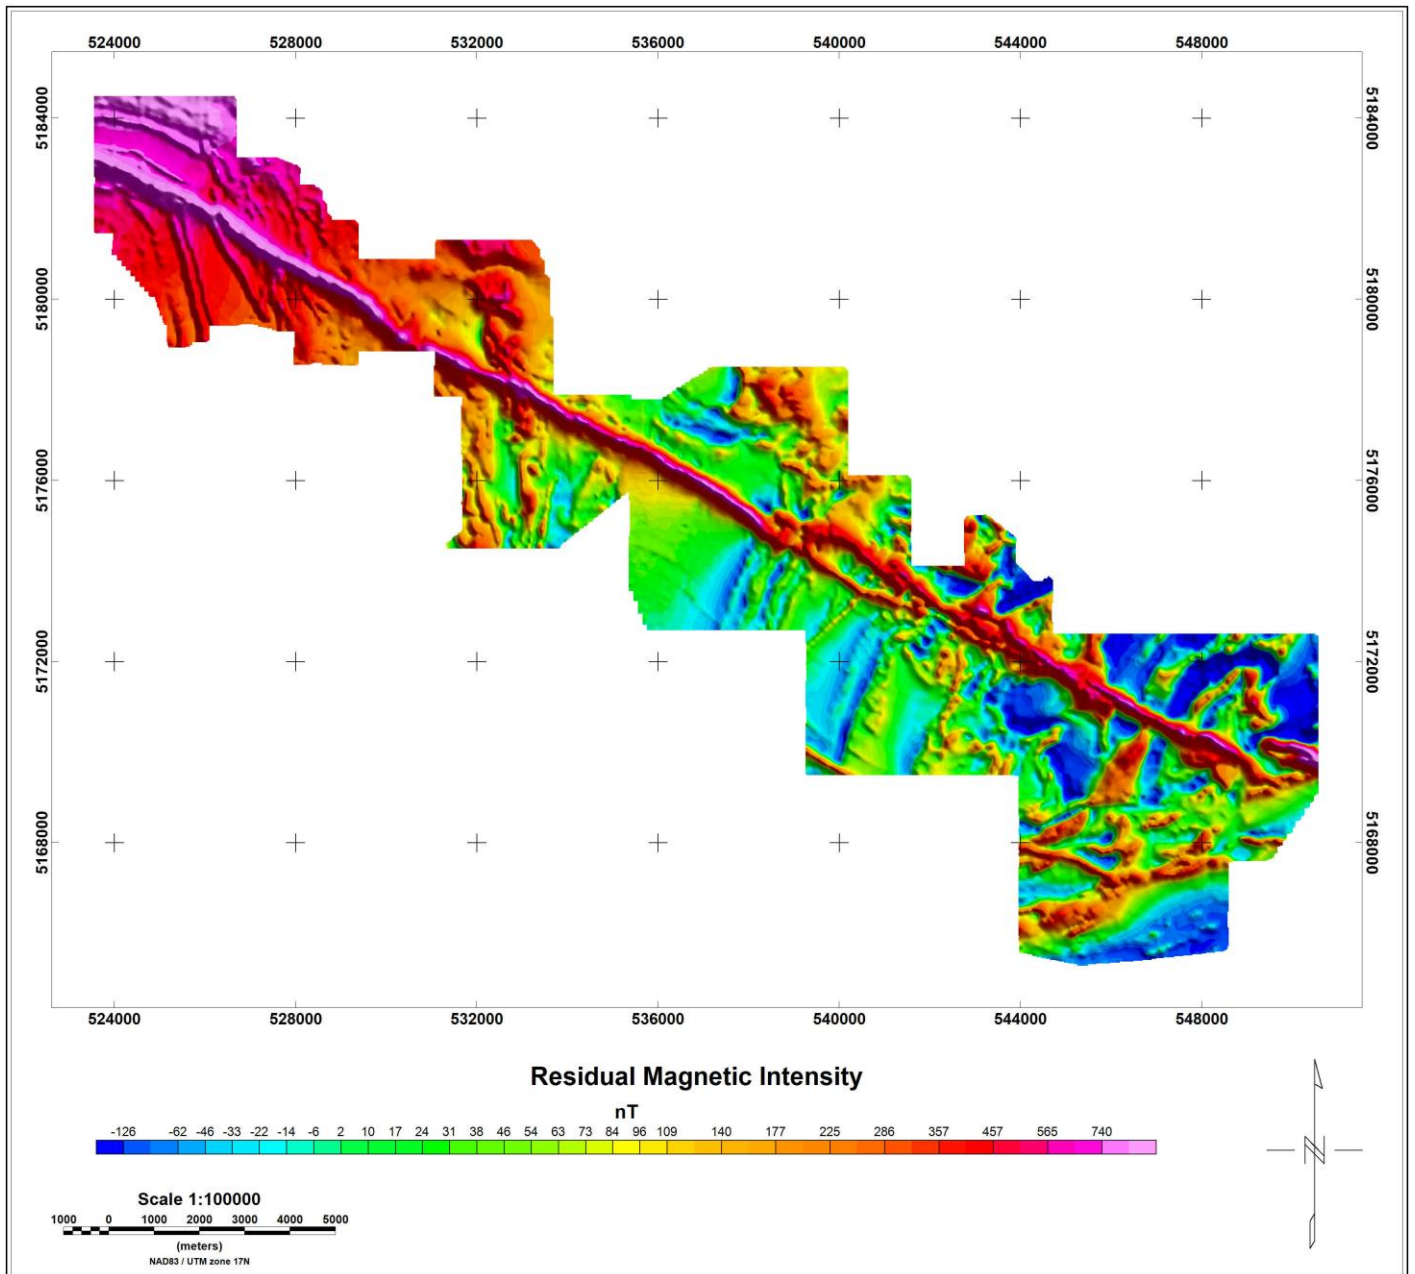 524000 528000 532000 536000 540000 544000 548000
5184000 5184000
5180000 5180000
5176000 5176000
5172000 5172000
5168000 5168000
524000 528000 532000 536000 540000 544000 548000
Residual Magnetic Intensity
nT
-126 -62 -46 -33 -22 -14 -6 2 10 17 24 31 38 46 54 63 73 84 96 109 140 177 225 286 357 457 565 740
Scale 1:100000
1000 0 1000 2000 3000 4000 5000
(meters)
NAD83 / UTM zone 17N
N